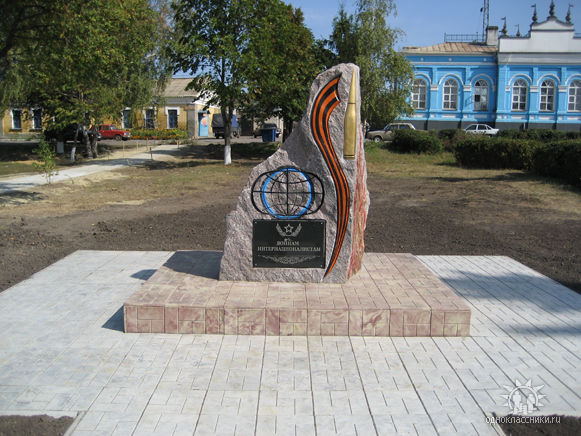 ВОИНАМ
ИНТЕРНАЦИОНАЛИСТАМ
одноклассники.ru